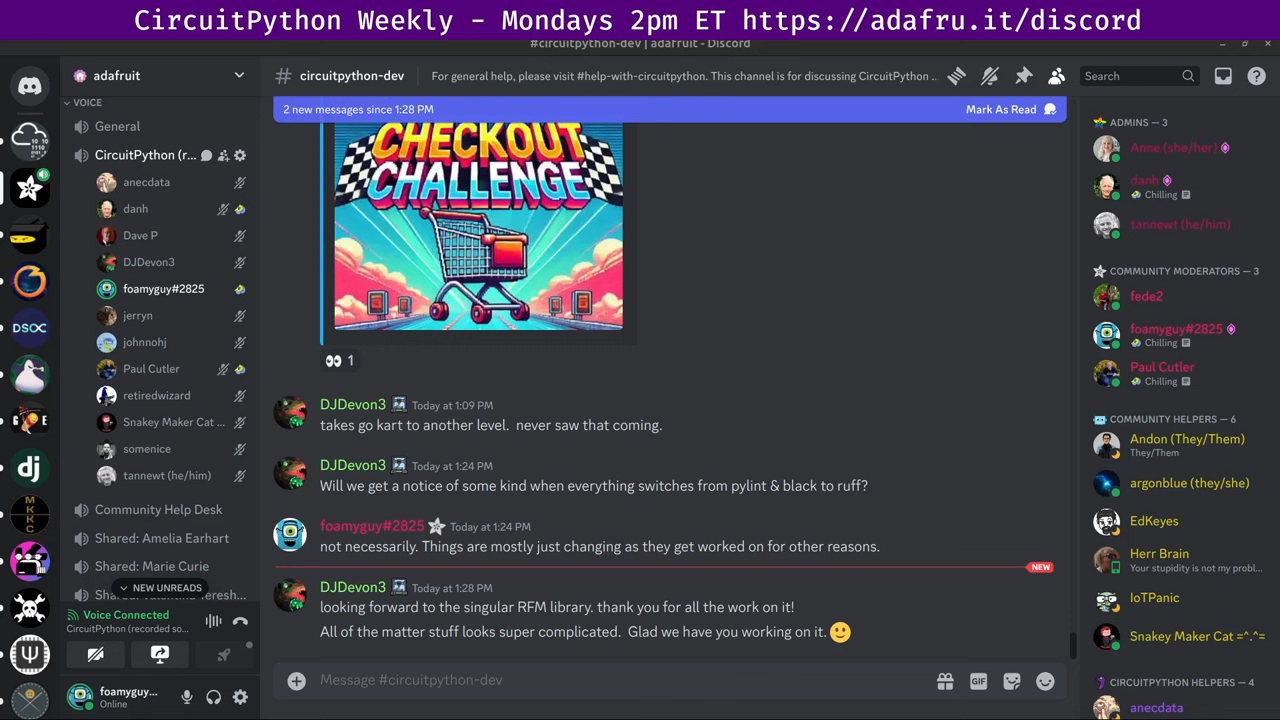 CircuitPython Weekly - Mondays 2pm ET https://adafru.it/discord
#circuitpython-dev | adafruit - Discord
adafruit
# circuitpython-dev
For general help, please visit #help-with-circuitpython. This channel is for discussing CircuitPython ...
Search
VOICE
General
CircuitPython (r...
anecdata
danh
Dave P
DJDevon3
foamyguy#2825
jerryn
johnnohj
Paul Cutler
retiredwizard
Snakey Maker Cat ...
somenice
tannewt (he/him)
Community Help Desk
Shared: Amelia Earhart
Shared: Marie Curie
NEW UNREADS
Voice Connected
CircuitPython (recorded so...
foamyguy...
Online
DSOC
dj
MKKC
2 new messages since 1:28 PM
Mark As Read
CHECKOUT
CHALLENGE
1
DJDevon3 Today at 1:09 PM
takes go kart to another level. never saw that coming.
DJDevon3 Today at 1:24 PM
Will we get a notice of some kind when everything switches from pylint & black to ruff?
foamyguy#2825 Today at 1:24 PM
not necessarily. Things are mostly just changing as they get worked on for other reasons.
NEW
DJDevon3 Today at 1:28 PM
looking forward to the singular RFM library. thank you for all the work on it!
All of the matter stuff looks super complicated. Glad we have you working on it.
Message #circuitpython-dev
GIF
ADMINS — 3
Anne (she/her)
danh
Chilling
tannewt (he/him)
COMMUNITY MODERATORS — 3
fede2
foamyguy#2825
Chilling
Paul Cutler
Chilling
COMMUNITY HELPERS — 6
Andon (They/Them)
They/Them
argonblue (they/she)
EdKeyes
Herr Brain
Your stupidity is not my probl...
IoTPanic
Snakey Maker Cat =^.^=
CIRCUITPYTHON HELPERS — 4
anecdata